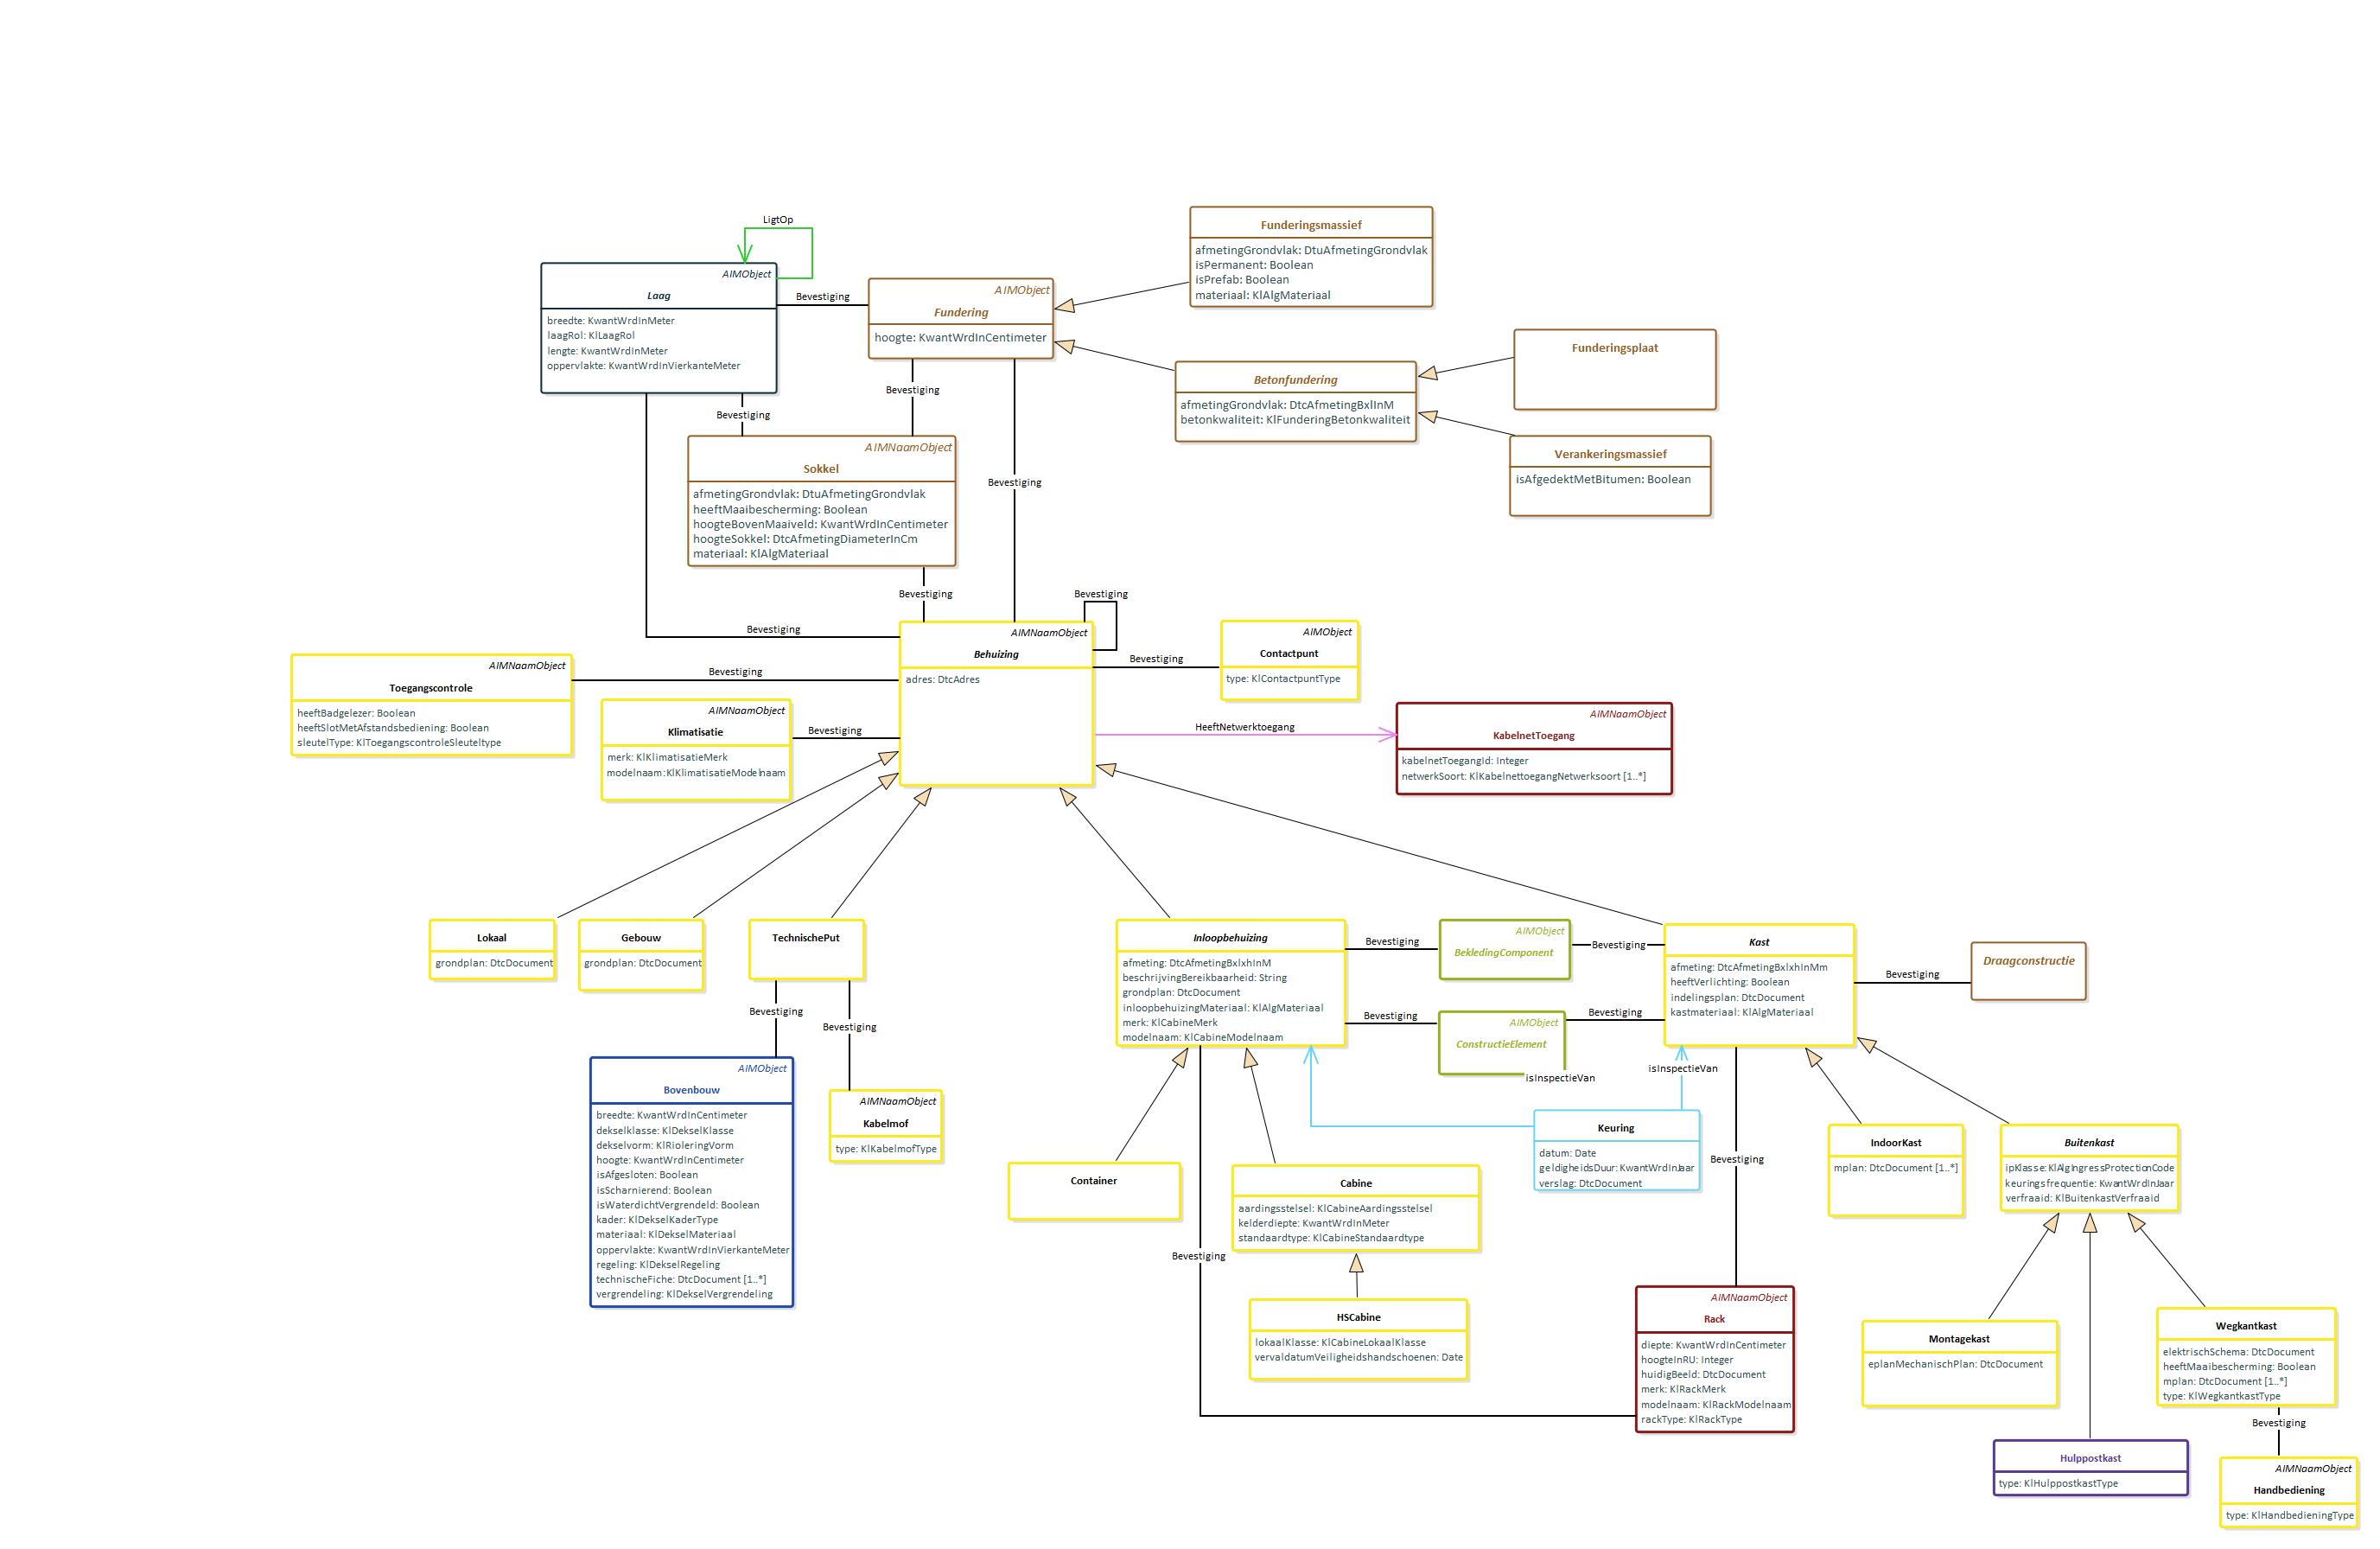 LigtOp
AIMObject
Laag
breedte: KwantWrdInMeter
laagRol: KlLaagRol
lengte: KwantWrdInMeter
oppervlakte: KwantWrdInVierkanteMeter
Bevestiging
AIMObject
Fundering
hoogte: KwantWrdInCentimeter
Funderingsmassief
afmetingGrondvlak: DtuAfmetingGrondvlak
isPermanent: Boolean
isPrefab: Boolean
materiaal: KlAlgMateriaal
Funderingsplaat
Betonfundering
afmetingGrondvlak: DtcAfmetingBxlInM
betonkwaliteit: KlFunderingBetonkwaliteit
Verankeringsmassief
isAfgedektMetBitumen: Boolean
Bevestiging
Bevestiging
AIMNaamObject
Sokkel
afmetingGrondvlak: DtuAfmetingGrondvlak
heeftMaaibescherming: Boolean
hoogteBovenMaaiveld: KwantWrdInCentimeter
hoogteSokkel: DtcAfmetingDiameterInCm
materiaal: KlAlgMateriaal
Bevestiging
Bevestiging
Bevestiging
Bevestiging
AIMNaamObject
Behuizing
adres: DtcAdres
Bevestiging
AIMObject
Contactpunt
type: KlContactpuntType
AIMNaamObject
Toegangscontrole
heeftBadgelezer: Boolean
heeftSlotMetAfstandsbediening: Boolean
sleutelType: KlToegangscontroleSleuteltype
Bevestiging
AIMNaamObject
Klimatisatie
merk: KlKlimatisatieMerk
modelnaam:KlKlimatisatieModelnaam
Bevestiging
HeeftNetwerktoegang
AIMNaamObject
KabelnetToegang
kabelnetToegangId: Integer
netwerkSoort: KlKabelnettoegangNetwerksoort [1..*]
Lokaal
grondplan: DtcDocument
Gebouw
grondplan: DtcDocument
TechnischePut
Inloopbehuizing
afmeting: DtcAfmetingBxlxhInM
beschrijvingBereikbaarheid: String
grondplan: DtcDocument
inloopbehuizingMateriaal: KlAlgMateriaal
merk: KlCabineMerk
modelnaam: KlCabineModelnaam
Bevestiging
AIMObject
BekledingComponent
Bevestiging
Kast
afmeting: DtcAfmetingBxlxhInMm
heeftVerlichting: Boolean
indelingsplan: DtcDocument
kastmateriaal: KlAlgMateriaal
Bevestiging
Draagconstructie
Bevestiging
AIMObject
ConstructieElement
Bevestiging
isInspectieVan
isInspectieVan
Bevestiging
Bevestiging
AIMObject
Bovenbouw
breedte: KwantWrdInCentimeter
dekselklasse: KlDekselKlasse
dekselvorm: KlRioleringVorm
hoogte: KwantWrdInCentimeter
isAfgesloten: Boolean
isScharnierend: Boolean
isWaterdichtVergrendeld: Boolean
kader: KlDekselKaderType
materiaal: KlDekselMateriaal
oppervlakte: KwantWrdInVierkanteMeter
regeling: KlDekselRegeling
technischeFiche: DtcDocument [1..*]
vergrendeling: KlDekselVergrendeling
AIMNaamObject
Kabelmof
type: KlKabelmofType
Container
Cabine
aardingsstelsel: KlCabineAardingsstelsel
kelderdiepte: KwantWrdInMeter
standaardtype: KlCabineStandaardtype
Keuring
datum: Date
geldigheidsDuur: KwantWrdInJaar
verslag: DtcDocument
Bevestiging
IndoorKast
mplan: DtcDocument [1..*]
Buitenkast
ipKlasse: KlAlgIngressProtectionCode
keuringsfrequentie: KwantWrdInJaar
verfraaid: KlBuitenkastVerfraaid
Bevestiging
HSCabine
lokaalKlasse: KlCabineLokaalKlasse
vervaldatumVeiligheidshandschoenen: Date
AIMNaamObject
Rack
diepte: KwantWrdInCentimeter
hoogteInRU: Integer
huidigBeeld: DtcDocument
merk: KlRackMerk
modelnaam: KlRackModelnaam
rackType: KlRackType
Montagekast
eplanMechanischPlan: DtcDocument
Wegkantkast
elektrischSchema: DtcDocument
heeftMaaibescherming: Boolean
mplan: DtcDocument [1..*]
type: KlWegkantkastType
Bevestiging
Hulppostkast
type: KlHulppostkastType
AIMNaamObject
Handbediening
type: KlHandbedieningType